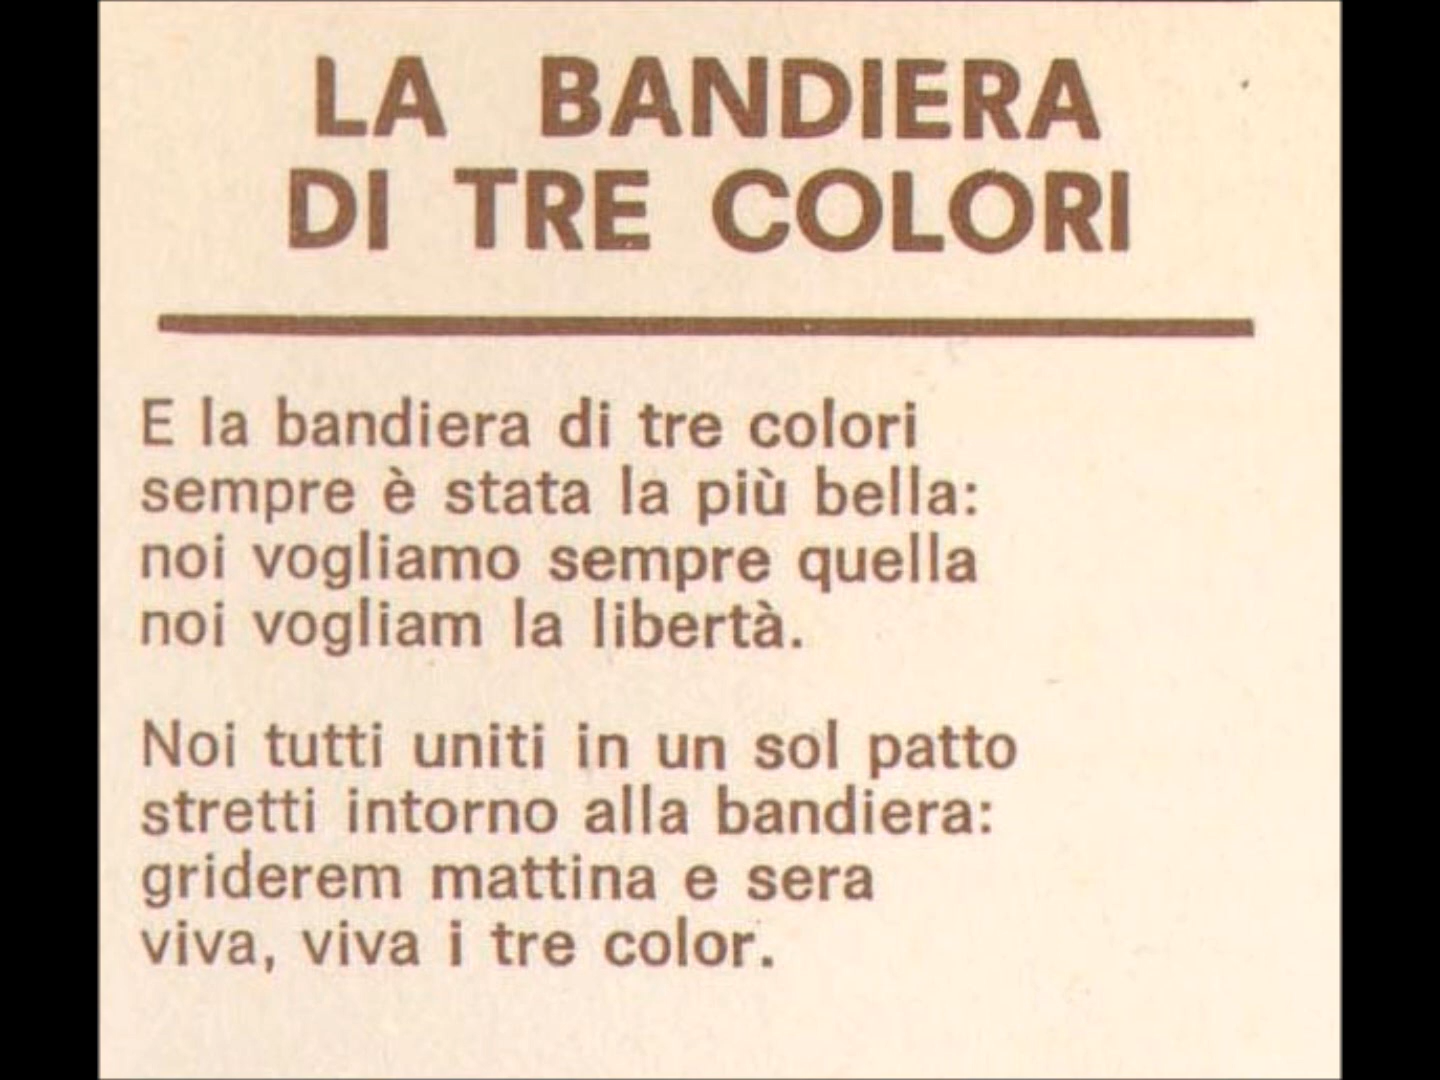 LA BANDIERA
DI TRE COLORI
E la bandiera di tre colori
sempre è stata la più bella:
noi vogliamo sempre quella
noi vogliam la libertà.
Noi tutti uniti in un sol patto
stretti intorno alla bandiera:
griderem mattina e sera
viva, viva i tre color.